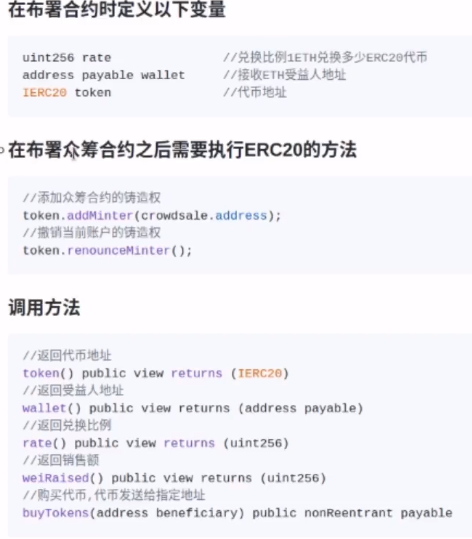 在布署合约时定义以下变量
uint256 rate //兑换比例1ETH兑换多少ERC20代币
address payable wallet //接收ETH受益人地址
IERC20 token //代币地址
在布署众筹合约之后需要执行ERC20的方法
//添加众筹合约的铸造权
token.addMinter(crowdsale.address);
//撤销当前账户的铸造权
token.renounceMinter();
调用方法
//返回代币地址
token() public view returns (IERC20)
//返回受益人地址
wallet() public view returns (address payable)
//返回兑换比例
rate() public view returns (uint256)
//返回销售额
weiRaised() public view returns (uint256)
//购买代币,代币发送给指定地址
buyTokens(address beneficiary) public nonReentrant payable